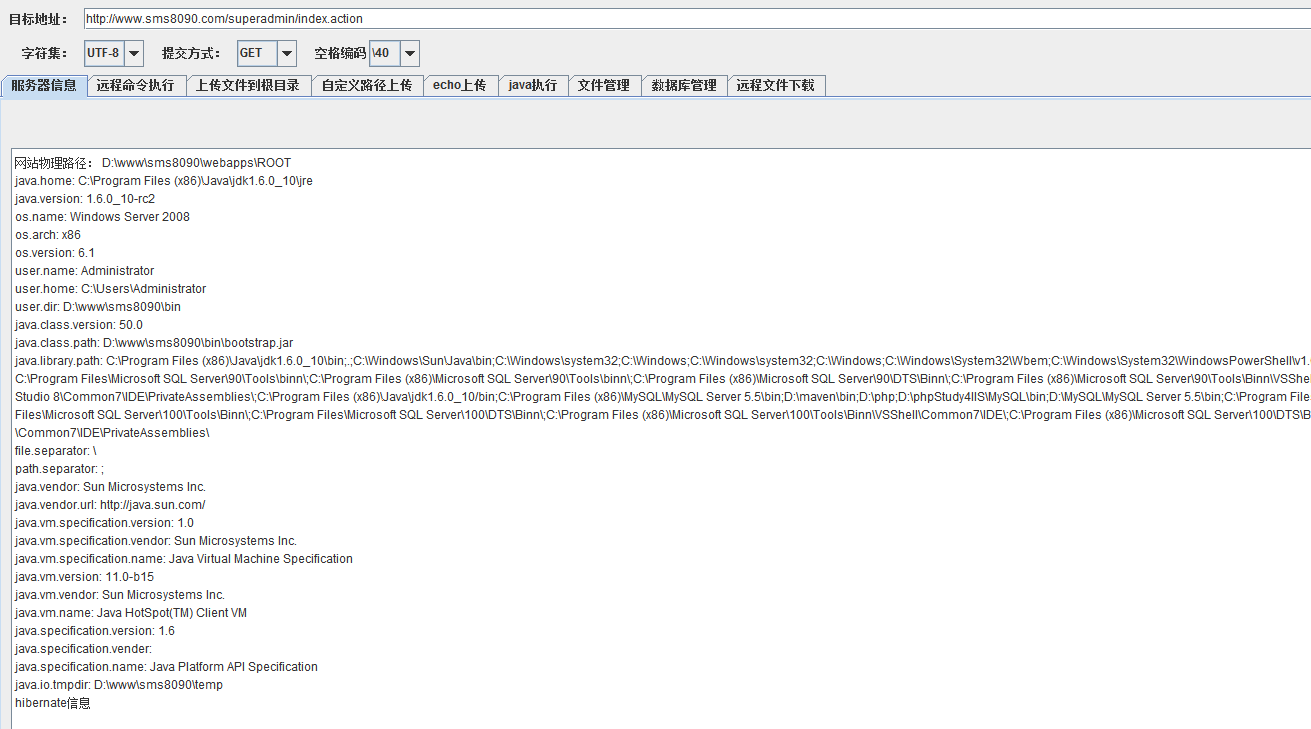 目标地址： http://www.sms8090.com/superadmin/index.action
字符集： UTF-8 提交方式： GET 空格编码 \40
服务器信息 远程命令执行 上传文件到根目录 自定义路径上传 echo上传 java执行 文件管理 数据库管理 远程文件下载
网站物理路径： D:\www\sms8090\webapps\ROOT
java.home: C:\Program Files (x86)\Java\jdk1.6.0_10\jre
java.version: 1.6.0_10-rc2
os.name: Windows Server 2008
os.arch: x86
os.version: 6.1
user.name: Administrator
user.home: C:\Users\Administrator
user.dir: D:\www\sms8090\bin
java.class.version: 50.0
java.class.path: D:\www\sms8090\bin\bootstrap.jar
java.library.path: C:\Program Files (x86)\Java\jdk1.6.0_10\bin;.;C:\Windows\Sun\Java\bin;C:\Windows\system32;C:\Windows;C:\Windows\system32;C:\Windows;C:\Windows\System32\Wbem;C:\Windows\System32\WindowsPowerShell\v1.
C:\Program Files\Microsoft SQL Server\90\Tools\binn\;C:\Program Files (x86)\Microsoft SQL Server\90\Tools\binn\;C:\Program Files (x86)\Microsoft SQL Server\90\DTS\Binn\;C:\Program Files (x86)\Microsoft SQL Server\90\Tools\Binn\VSShe
Studio 8\Common7\IDE\PrivateAssemblies\;C:\Program Files (x86)\Java\jdk1.6.0_10/bin;C:\Program Files (x86)\MySQL\MySQL Server 5.5\bin;D:\maven\bin;D:\php;D:\phpStudy4IIS\MySQL\bin;D:\MySQL\MySQL Server 5.5\bin;C:\Program File
Files\Microsoft SQL Server\100\Tools\Binn\;C:\Program Files\Microsoft SQL Server\100\DTS\Binn\;C:\Program Files (x86)\Microsoft SQL Server\100\Tools\Binn\VSShell\Common7\IDE\;C:\Program Files (x86)\Microsoft SQL Server\100\DTS\B
\Common7\IDE\PrivateAssemblies\
file.separator: \
path.separator: ;
java.vendor: Sun Microsystems Inc.
java.vendor.url: http://java.sun.com/
java.vm.specification.version: 1.0
java.vm.specification.vendor: Sun Microsystems Inc.
java.vm.specification.name: Java Virtual Machine Specification
java.vm.version: 11.0-b15
java.vm.vendor: Sun Microsystems Inc.
java.vm.name: Java HotSpot(TM) Client VM
java.specification.version: 1.6
java.specification.vender:
java.specification.name: Java Platform API Specification
java.io.tmpdir: D:\www\sms8090\temp
hibernate信息